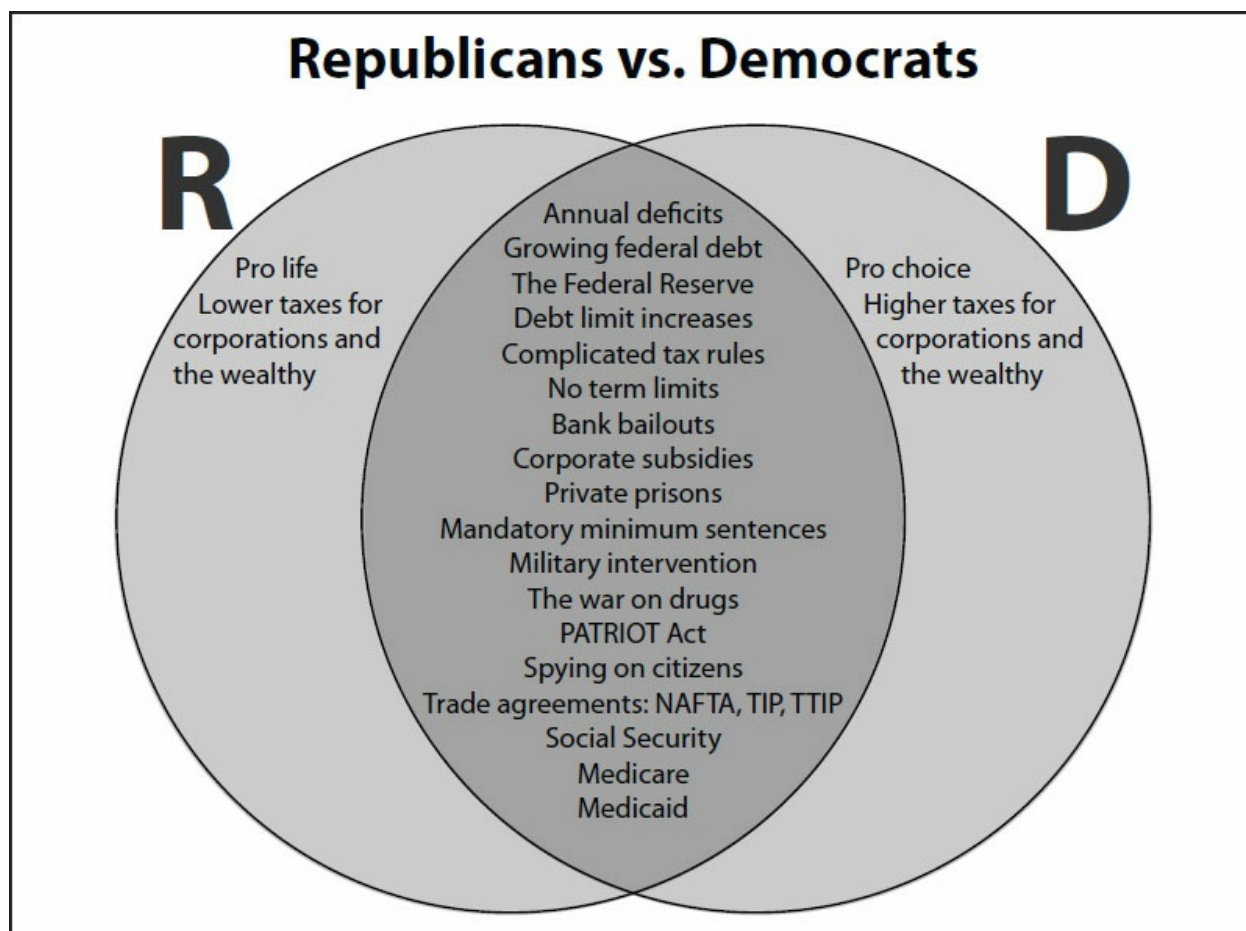 Republicans vs. Democrats
R
D
Pro life
Lower taxes for
corporations and
the wealthy
Annual deficits
Growing federal debt
The Federal Reserve
Debt limit increases
Complicated tax rules
No term limits
Bank bailouts
Corporate subsidies
Private prisons
Mandatory minimum sentences
Military intervention
The war on drugs
PATRIOT Act
Spying on citizens
Trade agreements: NAFTA, TIP, TTIP
Social Security
Medicare
Medicaid
Pro choice
Higher taxes for
corporations and
the wealthy